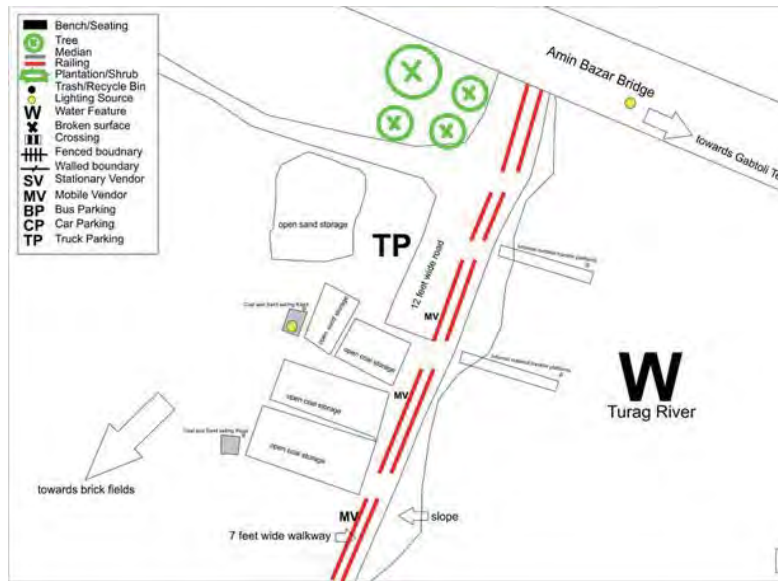 Bench/Seating
Tree
Median
Railing
Plantation/Shrub
Trash/Recycle Bin
Lighting Source
W Water Feature
Broken surface
Crossing
Fenced boudnary
Walled boundary
SV Stationary Vendor
MV Mobile Vendor
BP Bus Parking
CP Car Parking
TP Truck Parking
Amin Bazar Bridge
towards Gabtoli Te
open sand storage
TP
12 feet wide road
MV
open sand storage
open coal storage
W
Turag River
MV
open coal storage
open coal storage
towards brick fields
MV
slope
7 feet wide walkway